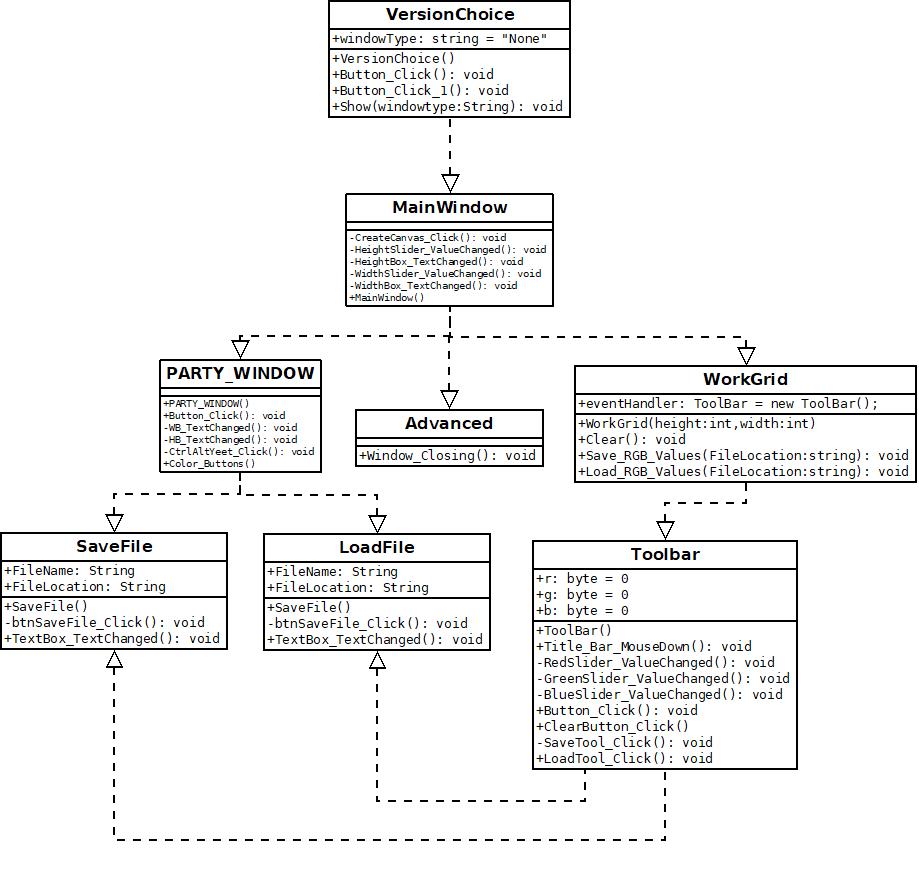 VersionChoice
+windowType: string = "None"
+VersionChoice()
+Button_Click(): void
+Button_Click_1(): void
+Show(windowtype:String): void
MainWindow
-CreateCanvas_Click(): void
-HeightSlider_ValueChanged(): void
-HeightBox_TextChanged(): void
-WidthSlider_ValueChanged(): void
-WidthBox_TextChanged(): void
+MainWindow()
PARTY_WINDOW
+PARTY_WINDOW()
+Button_Click(): void
-WB_TextChanged(): void
-HB_TextChanged(): void
-CtrlAltYeet_Click(): void
+Color_Buttons()
Advanced
+Window_Closing(): void
WorkGrid
+eventHandler: ToolBar = new ToolBar();
+WorkGrid(height:int,width:int)
+Clear(): void
+Save_RGB_Values(FileLocation:string): void
+Load_RGB_Values(FileLocation:string): void
SaveFile
+FileName: String
+FileLocation: String
+SaveFile()
-btnSaveFile_Click(): void
+TextBox_TextChanged(): void
LoadFile
+FileName: String
+FileLocation: String
+SaveFile()
-btnSaveFile_Click(): void
+TextBox_TextChanged(): void
Toolbar
+r: byte = 0
+g: byte = 0
+b: byte = 0
+ToolBar()
+Title_Bar_MouseDown(): void
-RedSlider_ValueChanged(): void
-GreenSlider_ValueChanged(): void
-BlueSlider_ValueChanged(): void
+Button_Click(): void
+ClearButton_Click()
-SaveTool_Click(): void
+LoadTool_Click(): void